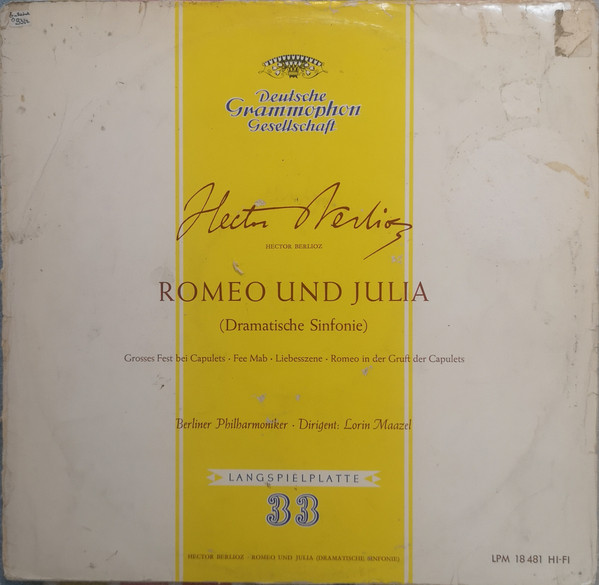 Deutsche
Grammophon
Gesellschaft
Hector Berlioz
HECTOR BERLIOZ
ROMEO UND JULIA
(Dramatische Sinfonie)
Grosses Fest bei Capulets · Fee Mab · Liebesszene · Romeo in der Gruft der Capulets
Berliner Philharmoniker · Dirigent: Lorin Maazel
LANGSPIELPLATTE
33
HECTOR BERLIOZ · ROMEO UND JULIA (DRAMATISCHE SINFONIE)
LPM 18 481 HI-FI